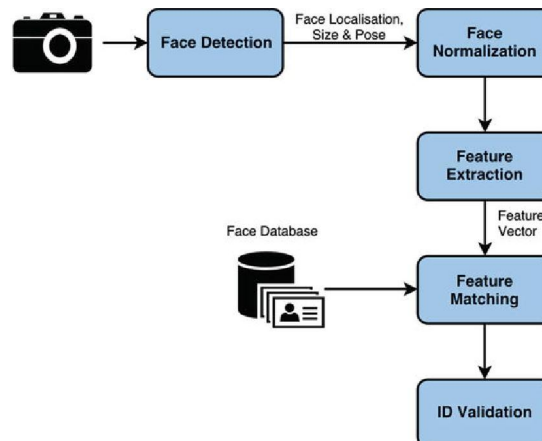 Face Detection
Face Localisation,
Size & Pose
Face
Normalization
Feature
Extraction
Feature
Vector
Face Database
Feature
Matching
ID Validation